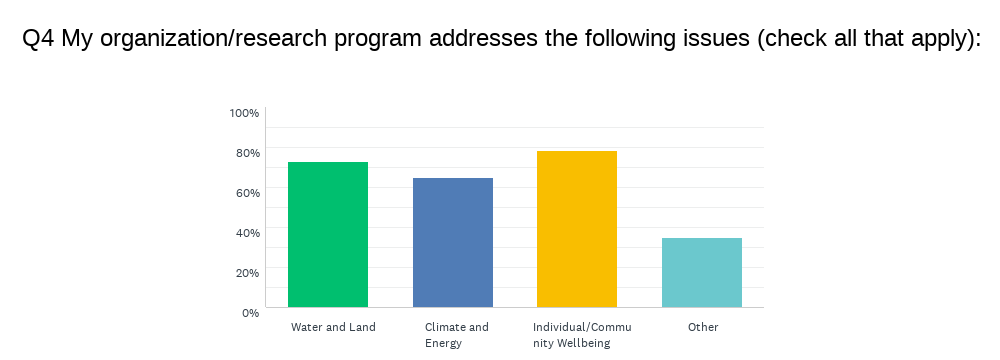 Q4 My organization/research program addresses the following issues (check all that apply):
100%
80%
60%
40%
20%
0%
Water and Land
Climate and
Energy
Individual/Commu
nity Wellbeing
Other